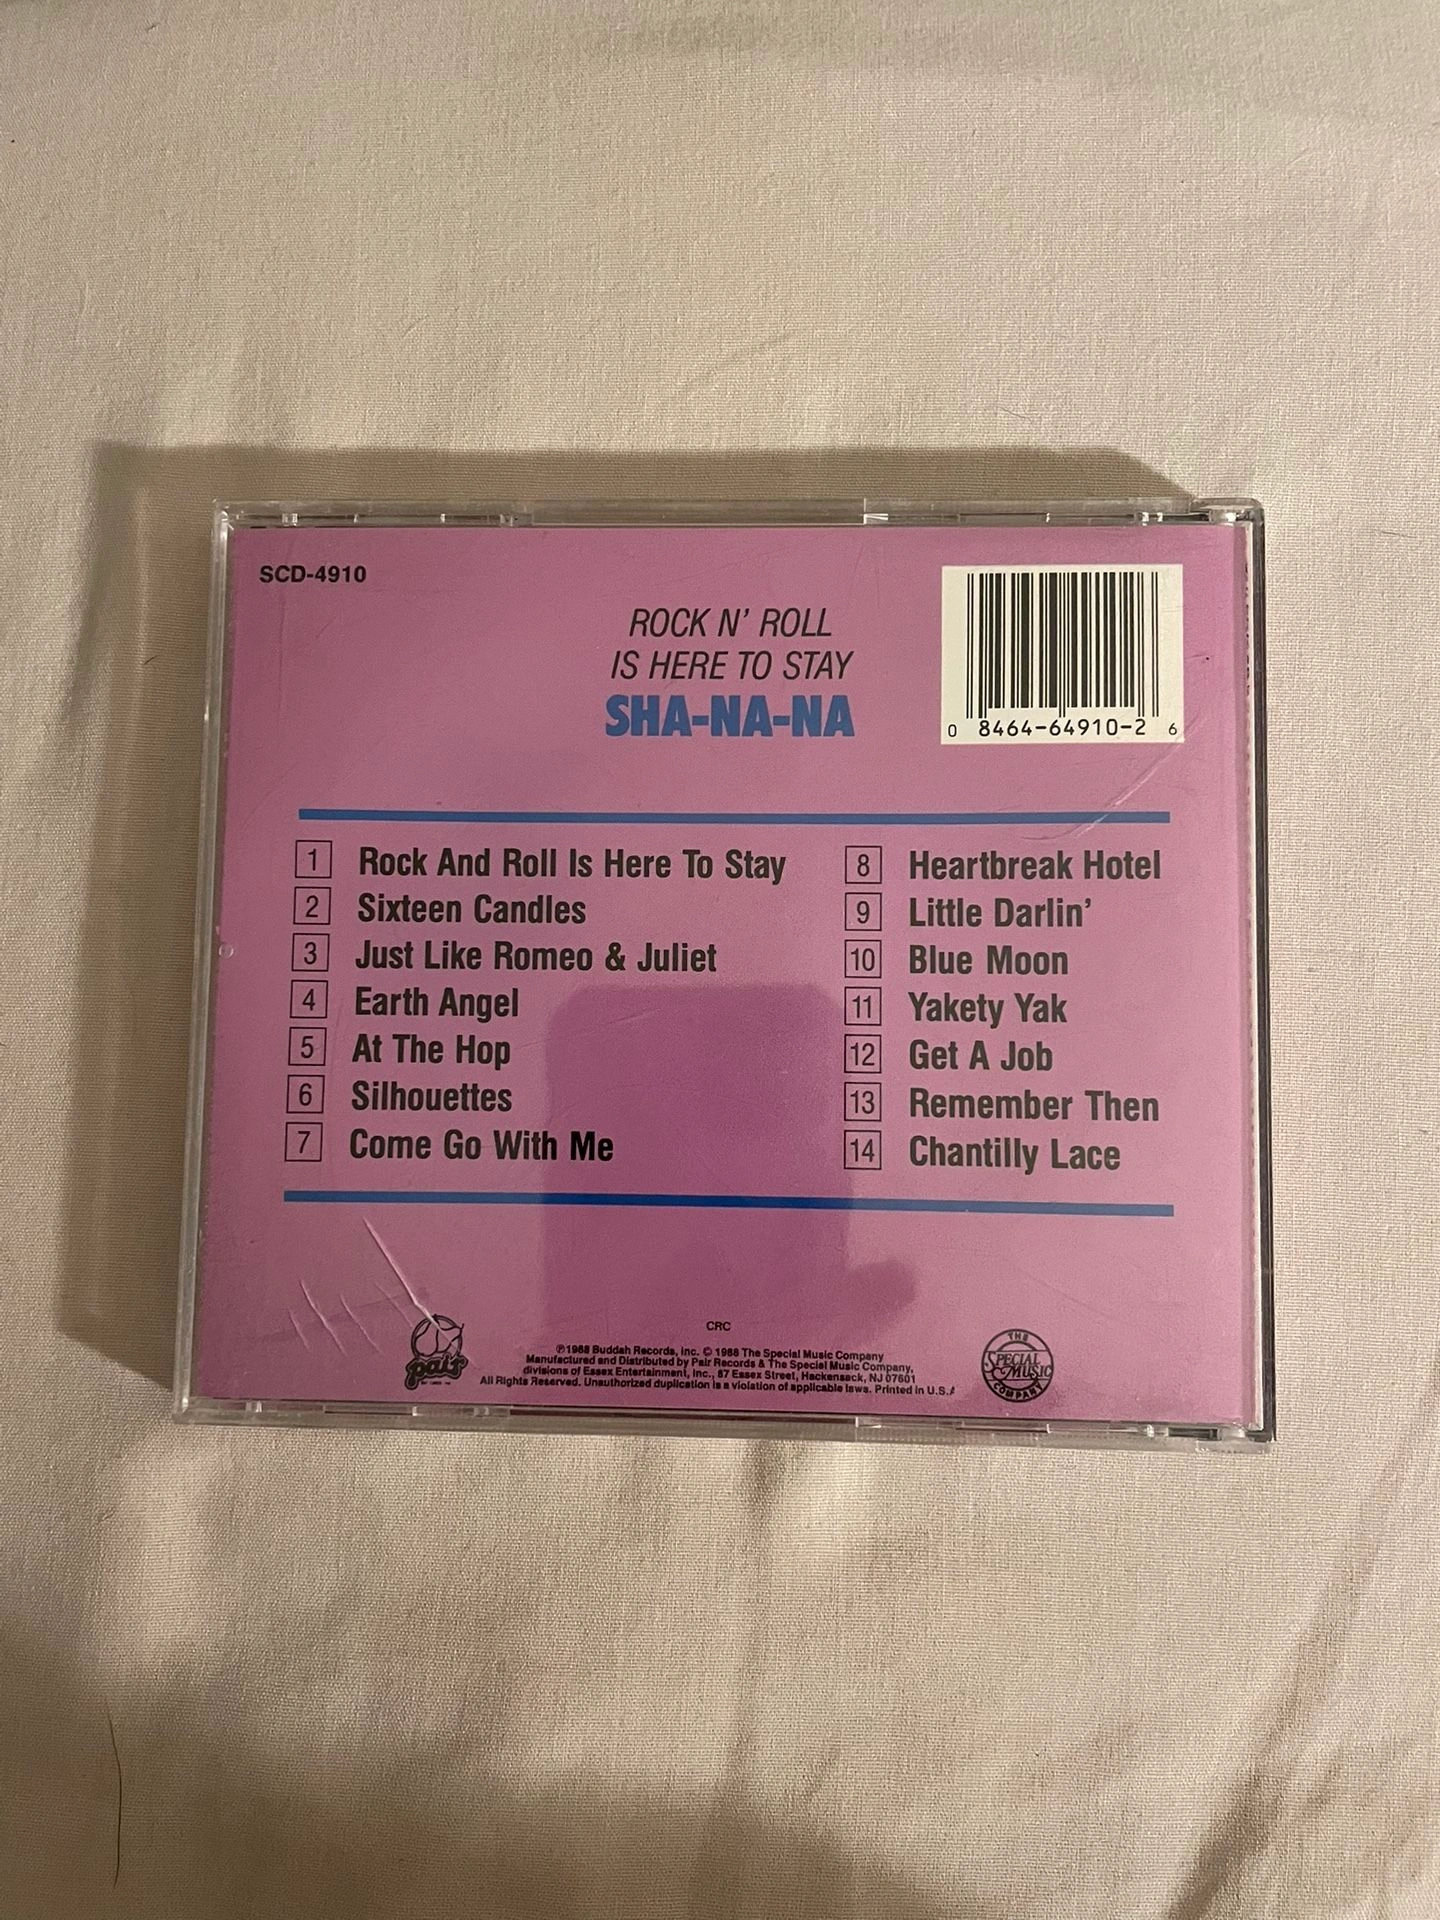 SCD-4910
ROCK N' ROLL
IS HERE TO STAY
SHA-NA-NA
0 8464-64910-2 6
1 Rock And Roll Is Here To Stay
2 Sixteen Candles
3 Just Like Romeo & Juliet
4 Earth Angel
5 At The Hop
6 Silhouettes
7 Come Go With Me
8 Heartbreak Hotel
9 Little Darlin'
10 Blue Moon
11 Yakety Yak
12 Get A Job
13 Remember Then
14 Chantilly Lace
pair
CRC
℗1988 Buddah Records, Inc. © 1988 The Special Music Company
Manufactured and Distributed by Pair Records & The Special Music Company,
divisions of Essex Entertainment, Inc., 87 Essex Street, Hackensack, NJ 07601
All Rights Reserved. Unauthorized duplication is a violation of applicable laws. Printed in U.S.A
THE
SPECIAL
MUSIC
COMPANY